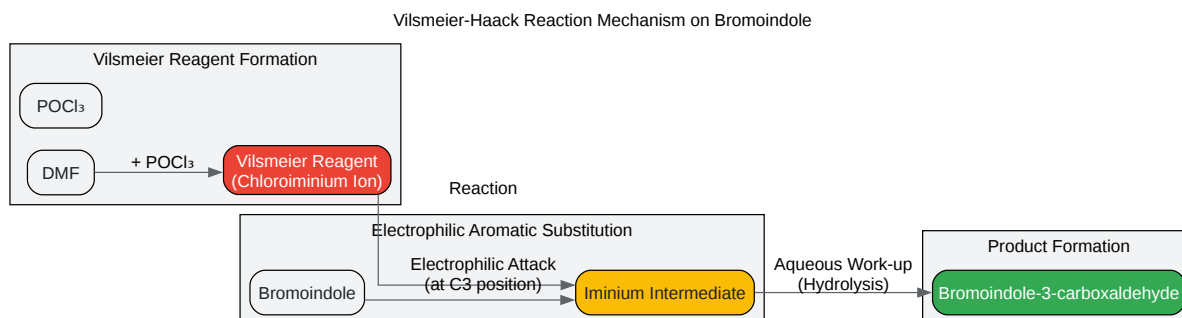 Vilsmeier-Haack Reaction Mechanism on Bromoindole
Vilsmeier Reagent Formation
POCl₃
DMF
+ POCl₃
Vilsmeier Reagent
(Chloroiminium Ion)
Reaction
Electrophilic Aromatic Substitution
Bromoindole
Electrophilic Attack
(at C3 position)
Iminium Intermediate
Aqueous Work-up
(Hydrolysis)
Product Formation
Bromoindole-3-carboxaldehyde